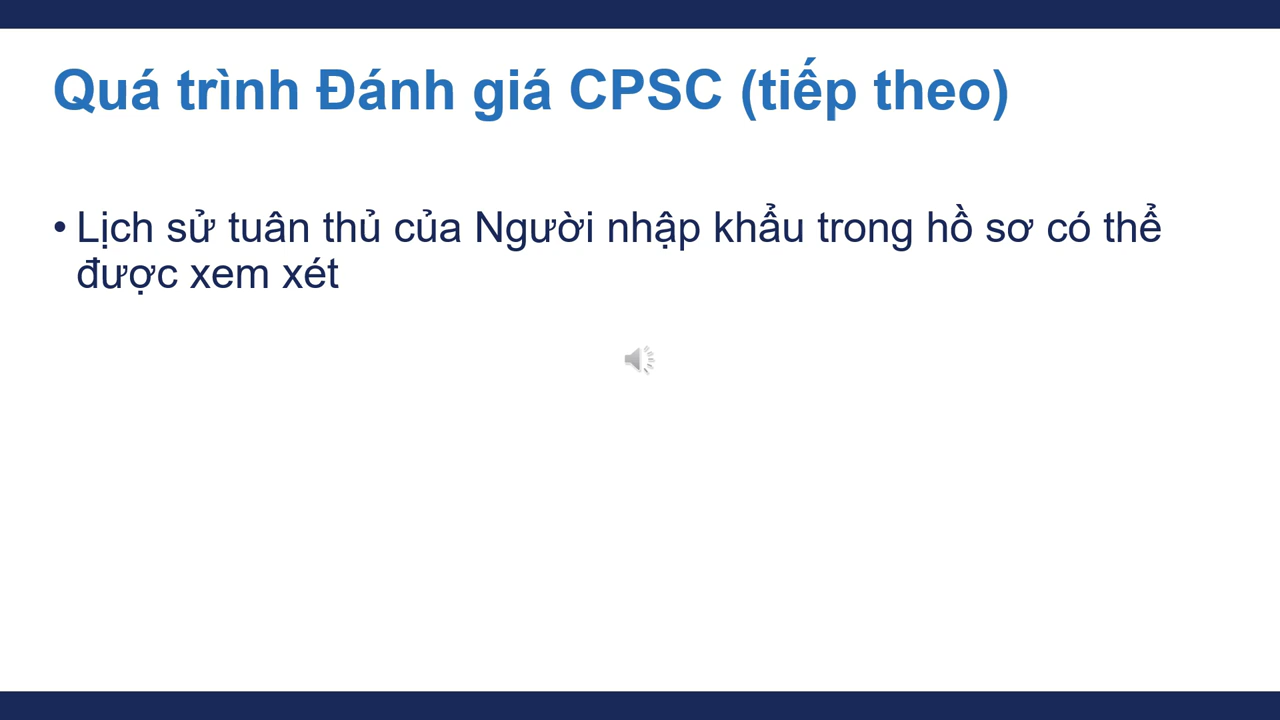 Quá trình Đánh giá CPSC (tiếp theo)
• Lịch sử tuân thủ của Người nhập khẩu trong hồ sơ có thể
được xem xét